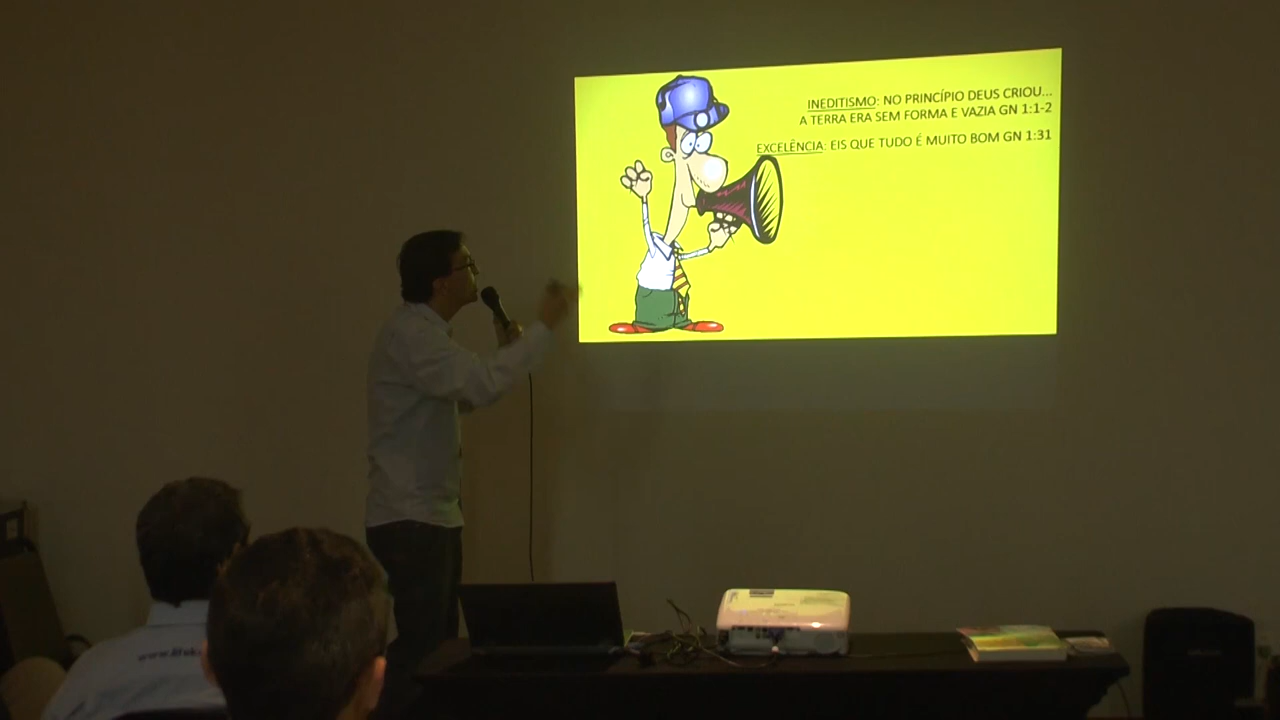 INEDITISMO: NO PRINCÍPIO DEUS CRIOU...
A TERRA ERA SEM FORMA E VAZIA GN 1:1-2
EXCELÊNCIA: EIS QUE TUDO É MUITO BOM GN 1:31